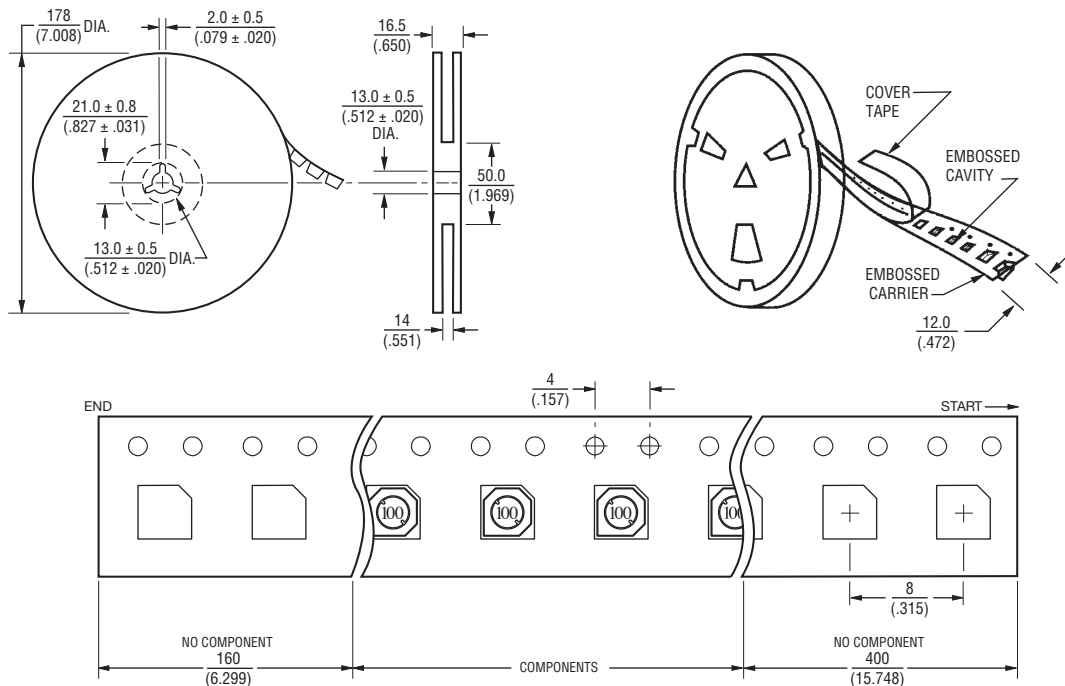 178
(7.008)
DIA.
2.0 ± 0.5
(.079 ± .020)
21.0 ± 0.8
(.827 ± .031)
13.0 ± 0.5
(.512 ± .020)
DIA.
16.5
(.650)
13.0 ± 0.5
(.512 ± .020)
DIA.
50.0
(1.969)
14
(.551)
COVER
TAPE
EMBOSSED
CAVITY
EMBOSSED
CARRIER
12.0
(.472)
4
(.157)
END
START
100
100
100
100
8
(.315)
NO COMPONENT
160
(6.299)
COMPONENTS
NO COMPONENT
400
(15.748)